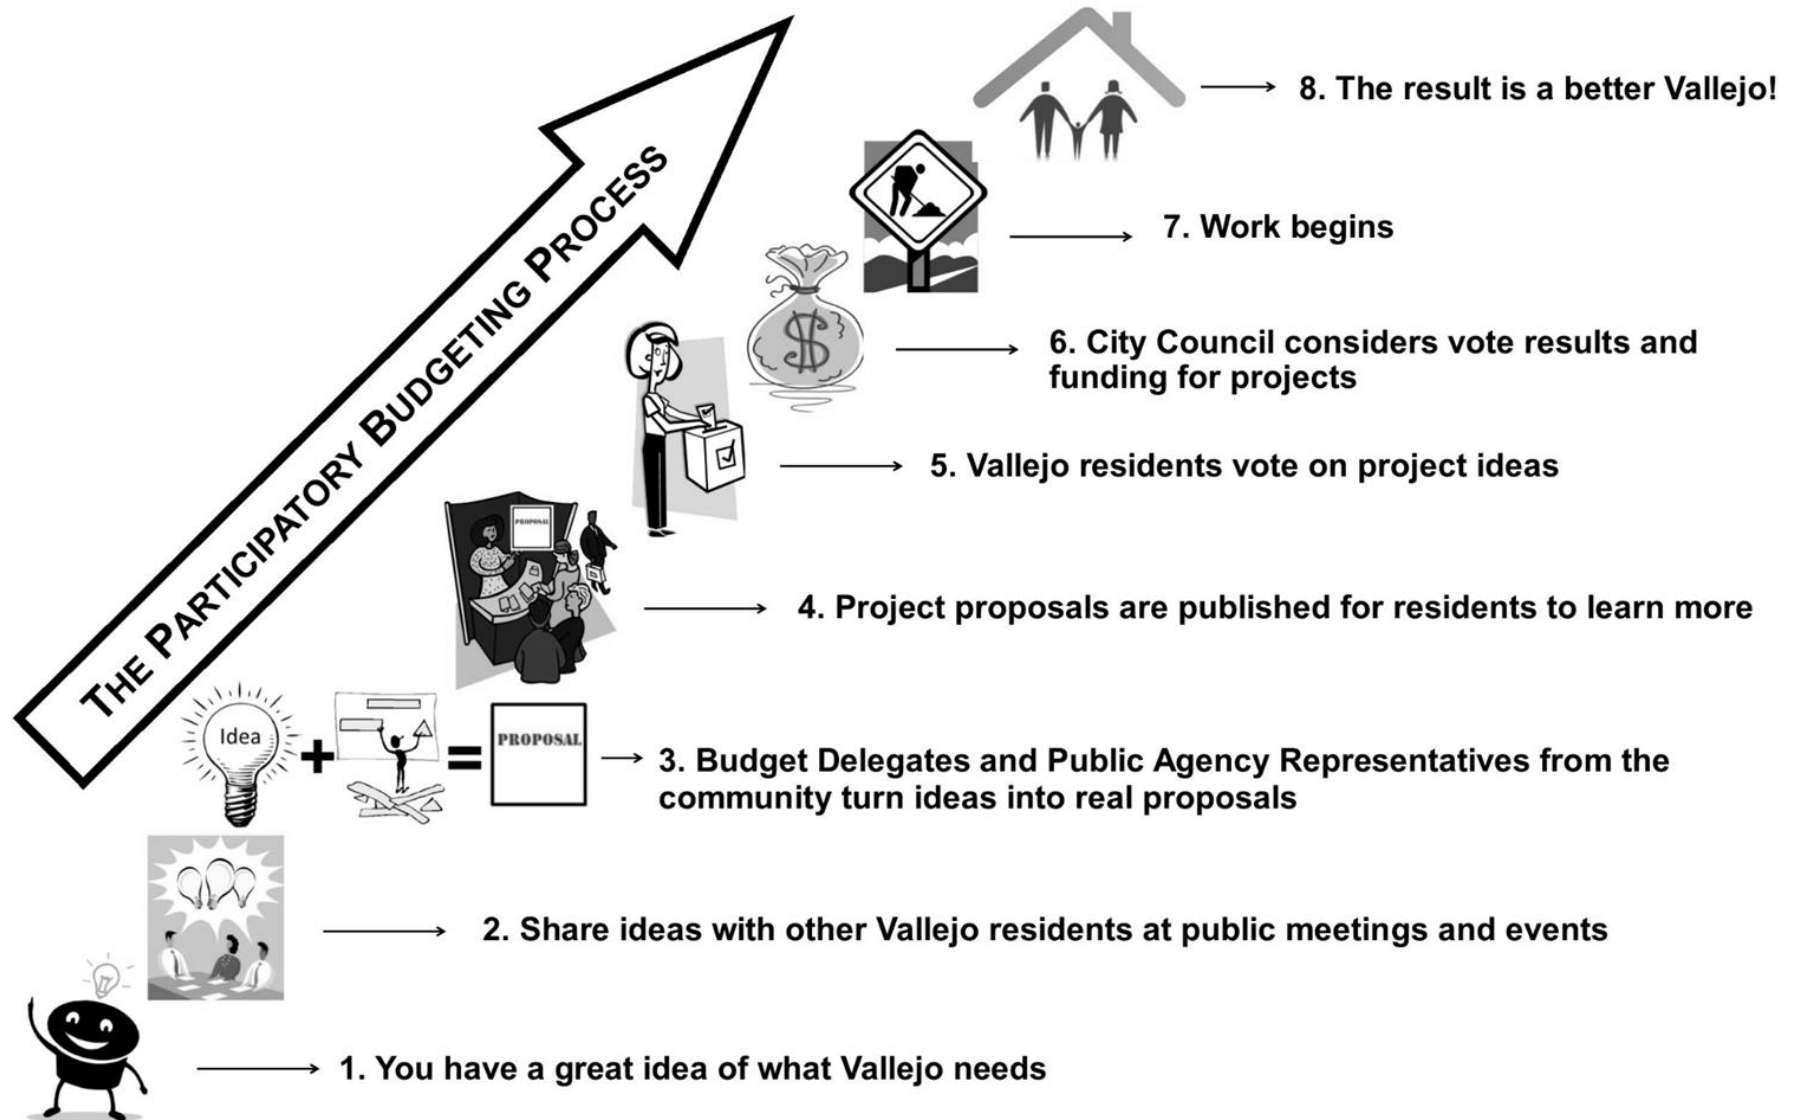 THE PARTICIPATORY BUDGETING PROCESS
8. The result is a better Vallejo!
7. Work begins
$
6. City Council considers vote results and
funding for projects
5. Vallejo residents vote on project ideas
PROPOSAL
4. Project proposals are published for residents to learn more
Idea
+
=
PROPOSAL
3. Budget Delegates and Public Agency Representatives from the
community turn ideas into real proposals
2. Share ideas with other Vallejo residents at public meetings and events
1. You have a great idea of what Vallejo needs